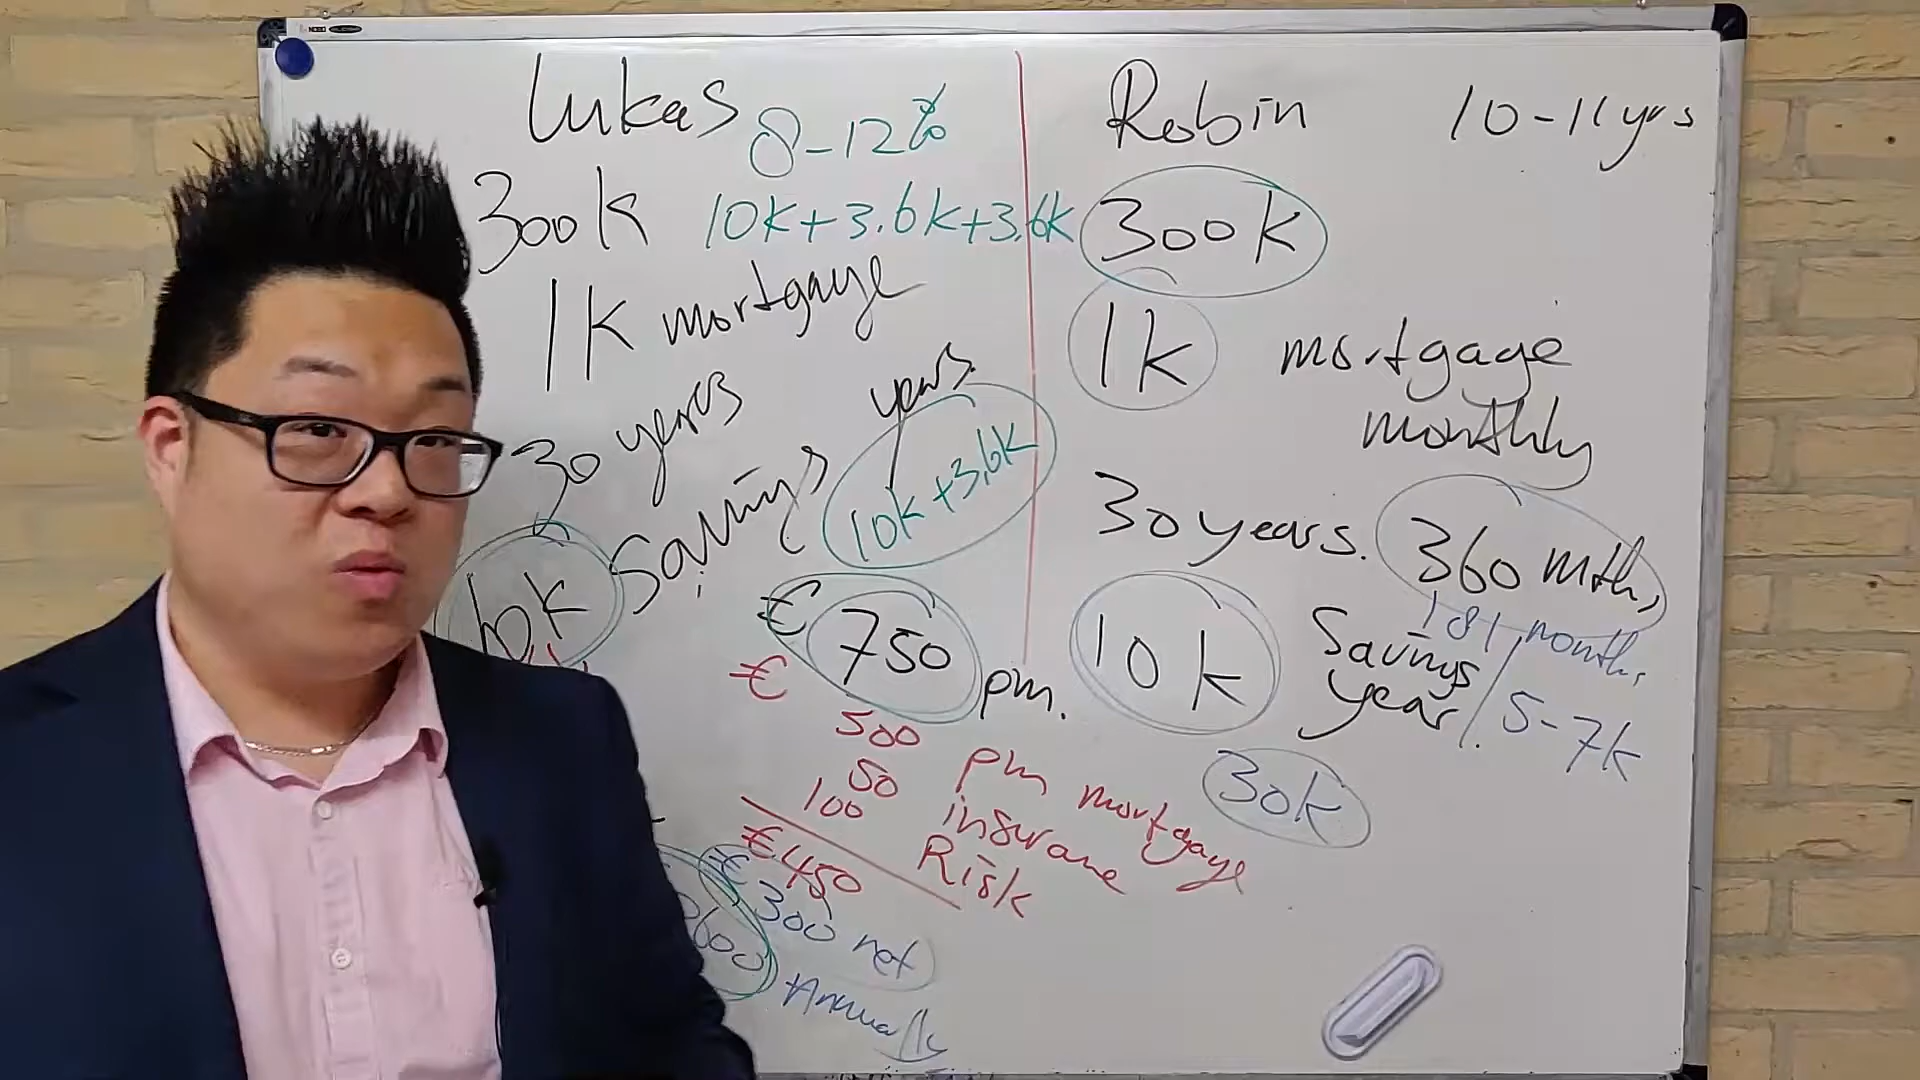 Lukas
8-12%
300k
10k+3.6k+3.6k
1k mortgage
30 years
savings years
10k+3.6k
€ 750 pm.
€
500 pm mortgage
50 insurance
100 Risk
€450
€300 net
Annually
Robin
10-11 yrs
300k
1k mortgage
monthly
30 years. 360 mth,
181 months,
10k Savings
year.
5-7k
30k